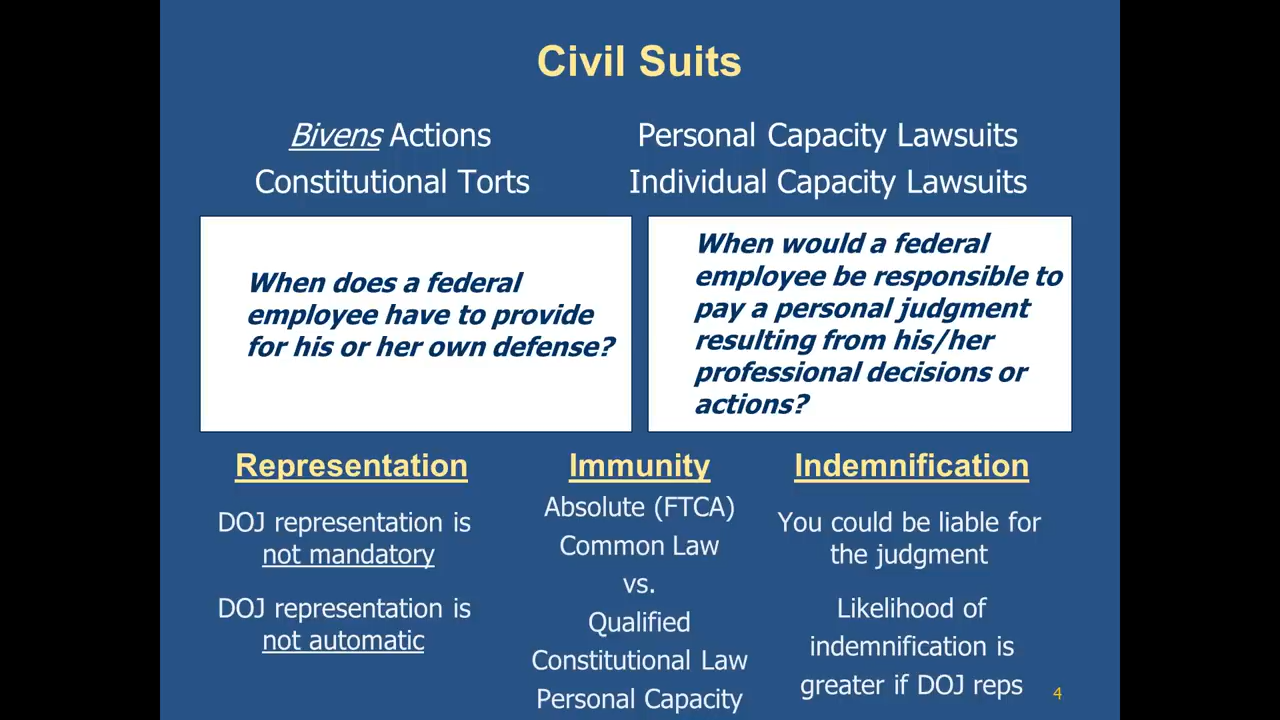 Civil Suits
Bivens Actions
Constitutional Torts
Personal Capacity Lawsuits
Individual Capacity Lawsuits
When does a federal
employee have to provide
for his or her own defense?
When would a federal
employee be responsible to
pay a personal judgment
resulting from his/her
professional decisions or
actions?
Representation
DOJ representation is
not mandatory
DOJ representation is
not automatic
Immunity
Absolute (FTCA)
Common Law
vs.
Qualified
Constitutional Law
Personal Capacity
Indemnification
You could be liable for
the judgment
Likelihood of
indemnification is
greater if DOJ reps
4